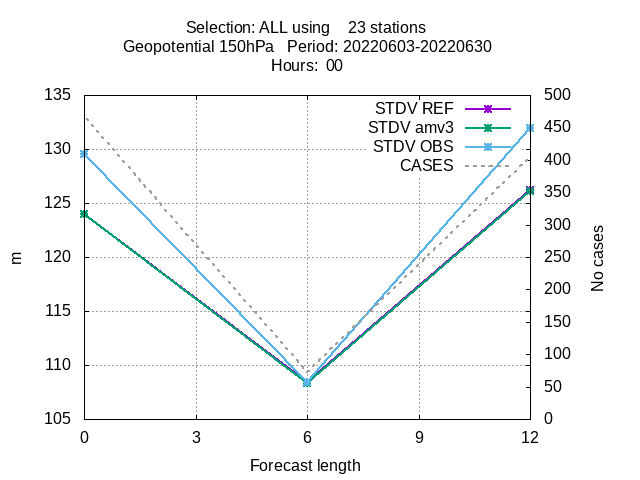 Selection: ALL using 23 stations
Geopotential 150hPa Period: 20220603-20220630
Hours: 00
STDV REF
STDV amv3
STDV OBS
CASES
135
130
125
120
115
110
105
m
500
450
400
350
300
250
200
150
100
50
0
No cases
0 3 6 9 12
Forecast length